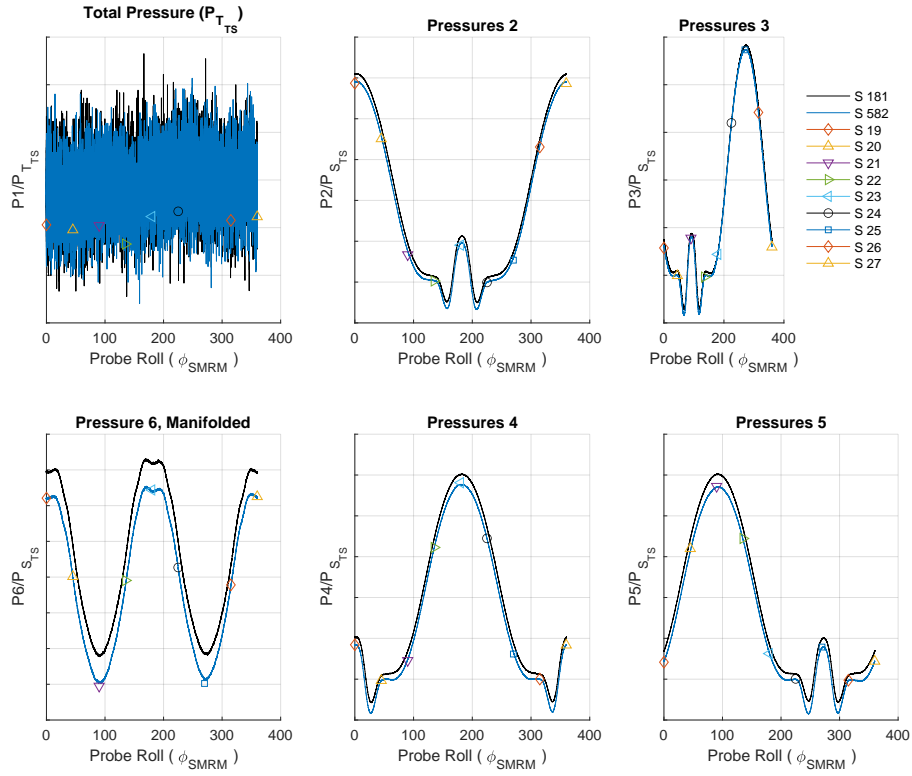 Total Pressure (P_T_TS)
P1/P_T_TS
0 100 200 300 400
Probe Roll ( ϕ_SMRM )
Pressures 2
P2/P_S_TS
0 100 200 300 400
Probe Roll ( ϕ_SMRM )
Pressures 3
P3/P_S_TS
0 200 400
Probe Roll ( ϕ_SMRM )
S 181
S 582
S 19
S 20
S 21
S 22
S 23
S 24
S 25
S 26
S 27
Pressure 6, Manifolded
P6/P_S_TS
0 100 200 300 400
Probe Roll ( ϕ_SMRM )
Pressures 4
P4/P_S_TS
0 100 200 300 400
Probe Roll ( ϕ_SMRM )
Pressures 5
P5/P_S_TS
0 100 200 300 400
Probe Roll ( ϕ_SMRM )